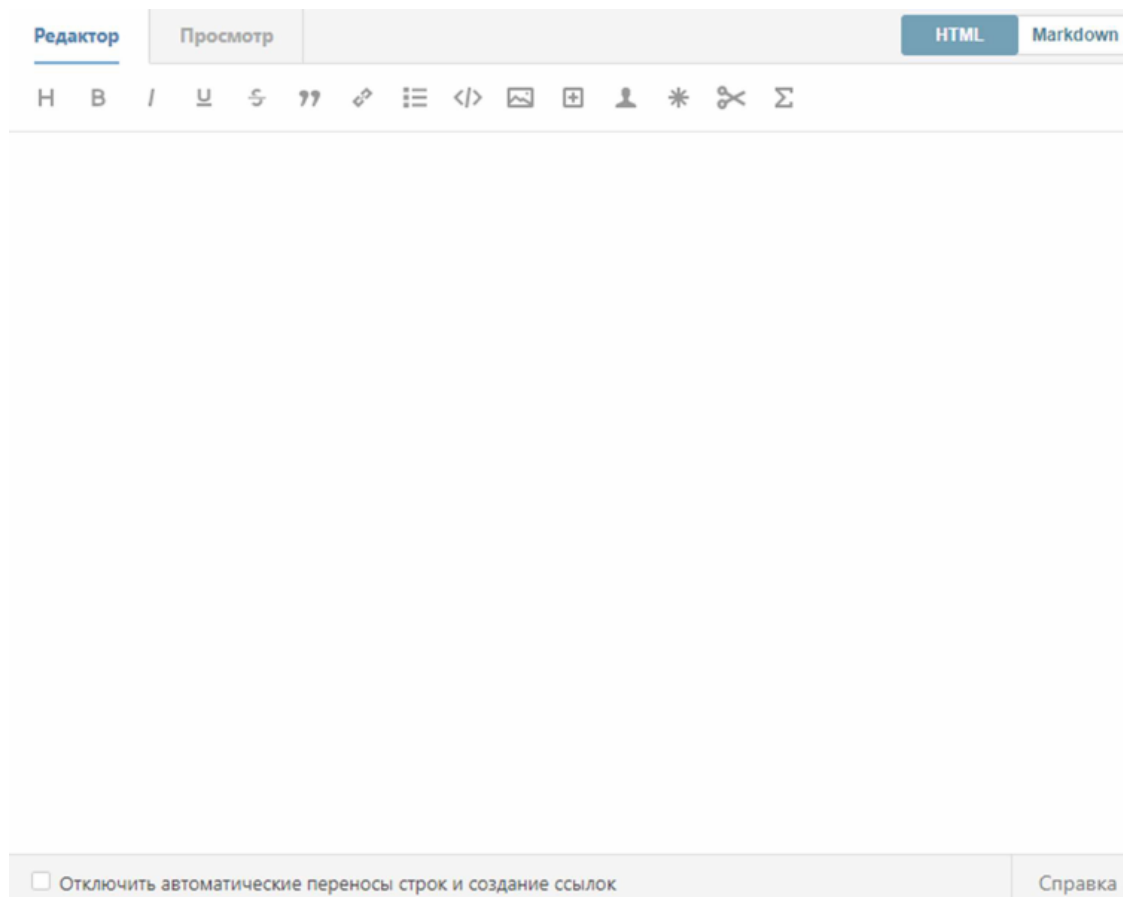 Редактор Просмотр HTML Markdown
H B I U S ” </> Σ
Отключить автоматические переносы строк и создание ссылок Справка